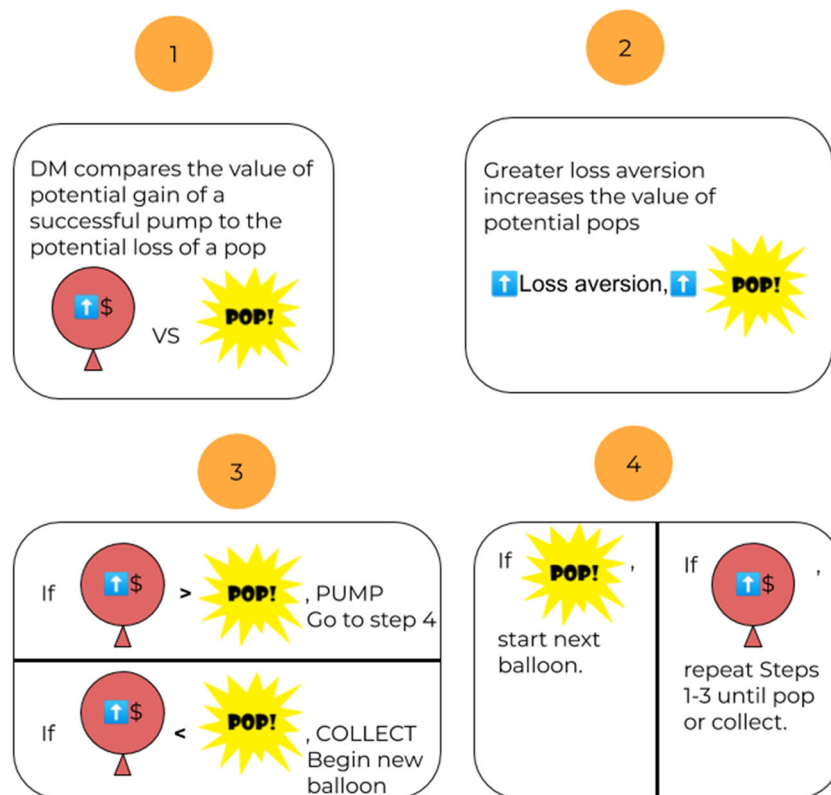 1
DM compares the value of
potential gain of a
successful pump to the
potential loss of a pop
⬆$
VS
POP!
2
Greater loss aversion
increases the value of
potential pops
⬆Loss aversion,⬆ POP!
3
If ⬆$ > POP! , PUMP
Go to step 4
If ⬆$ < POP! , COLLECT
Begin new
balloon
4
If POP! ,
start next
balloon.
If ⬆$ ,
repeat Steps
1-3 until pop
or collect.